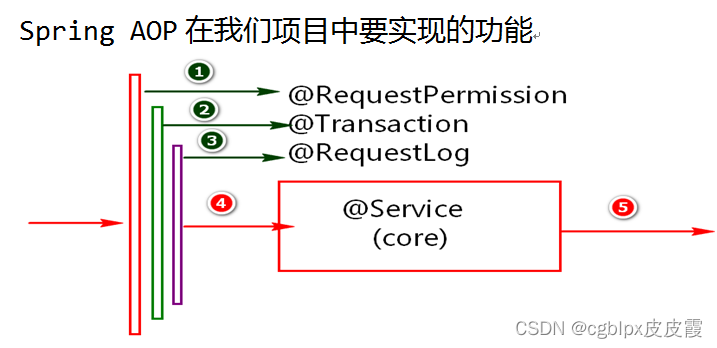 Spring AOP 在我们项目中要实现的功能
1
@RequestPermission
2
@Transaction
3
@RequestLog
4
@Service
(core)
5
CSDN @cgblpx皮皮霞